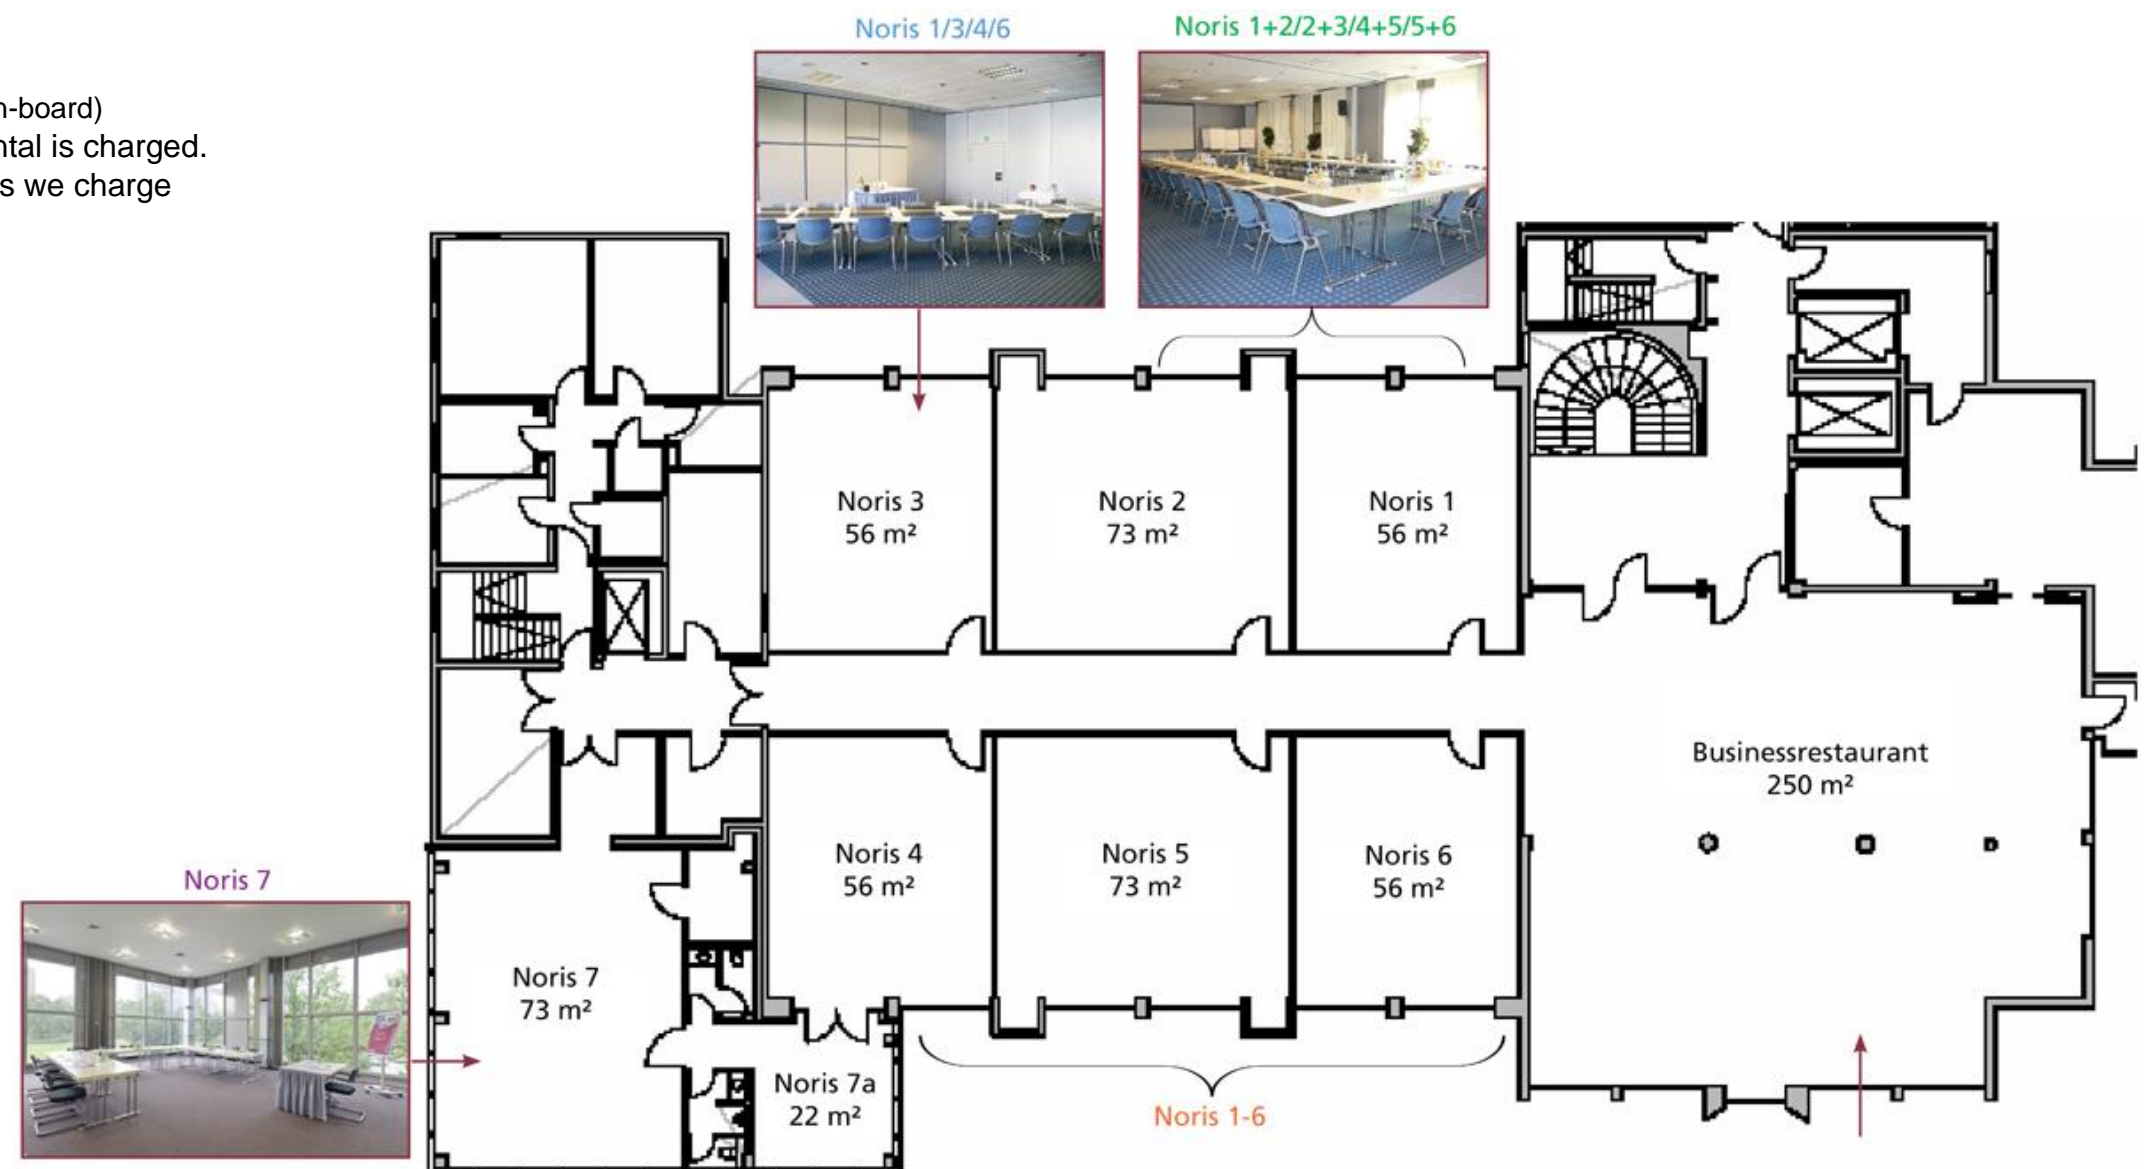 Noris 1/3/4/6
Noris 1+2/2+3/4+5/5+6
-board)
is charged.
we charge
Noris 3
56 m²
Noris 2
73 m²
Noris 1
56 m²
Businessrestaurant
250 m²
Noris 4
56 m²
Noris 5
73 m²
Noris 6
56 m²
Noris 7
Noris 7
73 m²
Noris 7a
22 m²
Noris 1-6